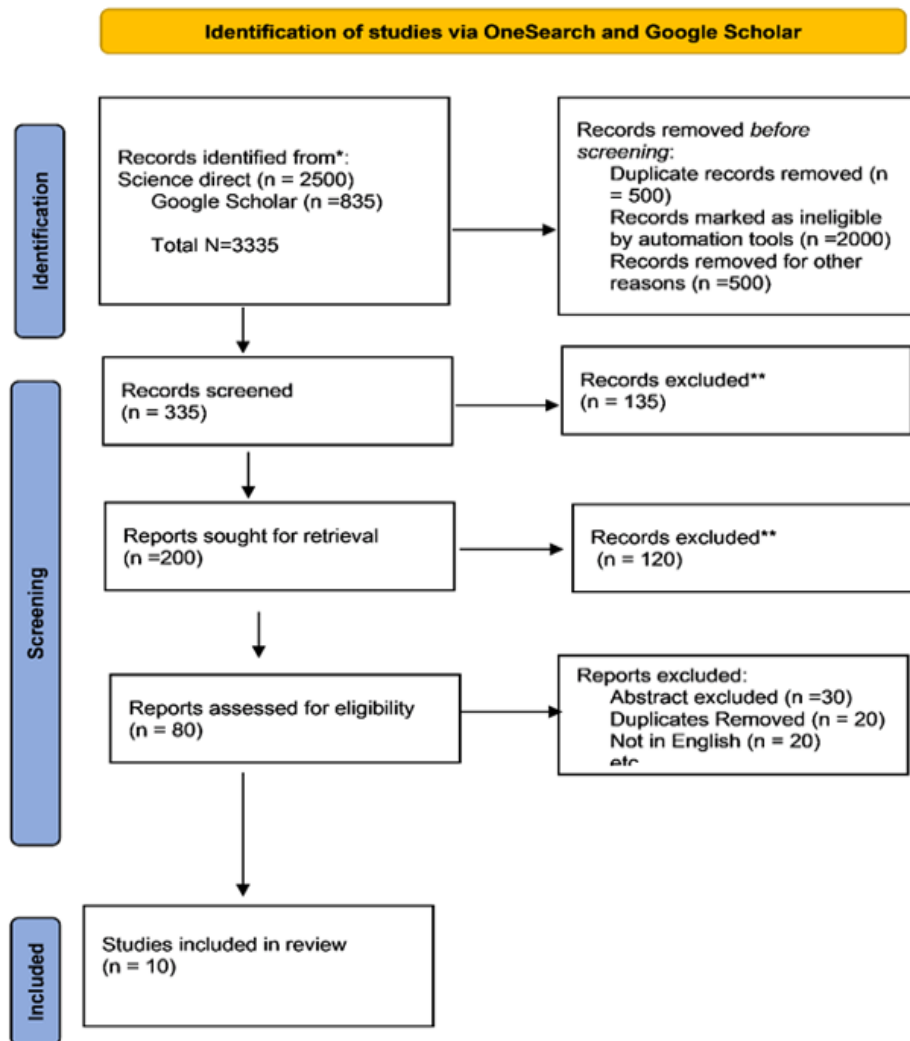 Identification of studies via OneSearch and Google Scholar
Identification
Records identified from*:
Science direct (n = 2500)
Google Scholar (n =835)
Total N=3335
Records removed before
screening:
Duplicate records removed (n
= 500)
Records marked as ineligible
by automation tools (n =2000)
Records removed for other
reasons (n =500)
Screening
Records screened
(n = 335)
Records excluded**
(n = 135)
Reports sought for retrieval
(n =200)
Records excluded**
(n = 120)
Reports assessed for eligibility
(n = 80)
Reports excluded:
Abstract excluded (n =30)
Duplicates Removed (n = 20)
Not in English (n = 20)
etc
Included
Studies included in review
(n = 10)